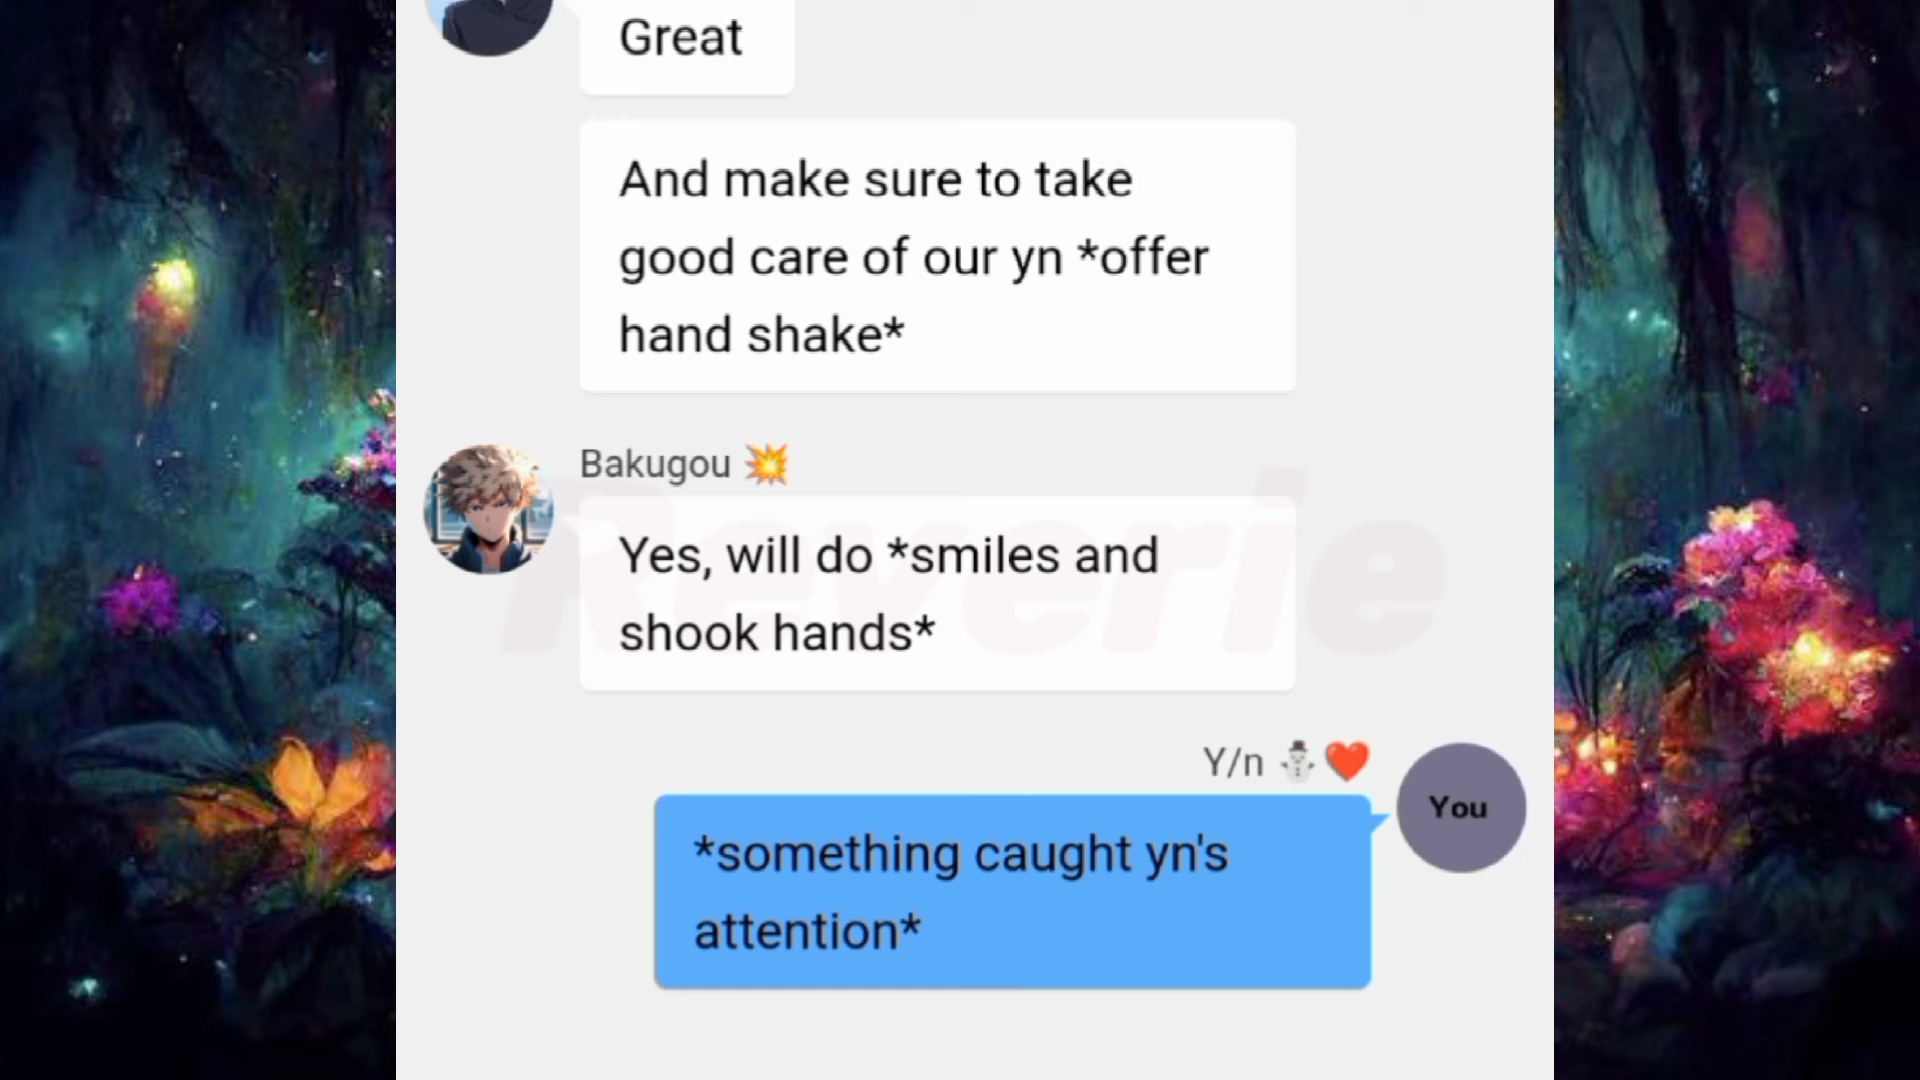 Great
And make sure to take
good care of our yn *offer
hand shake*
Bakugou 💥
Yes, will do *smiles and
shook hands*
Reverie
Y/n ☃️❤️
You
*something caught yn's
attention*